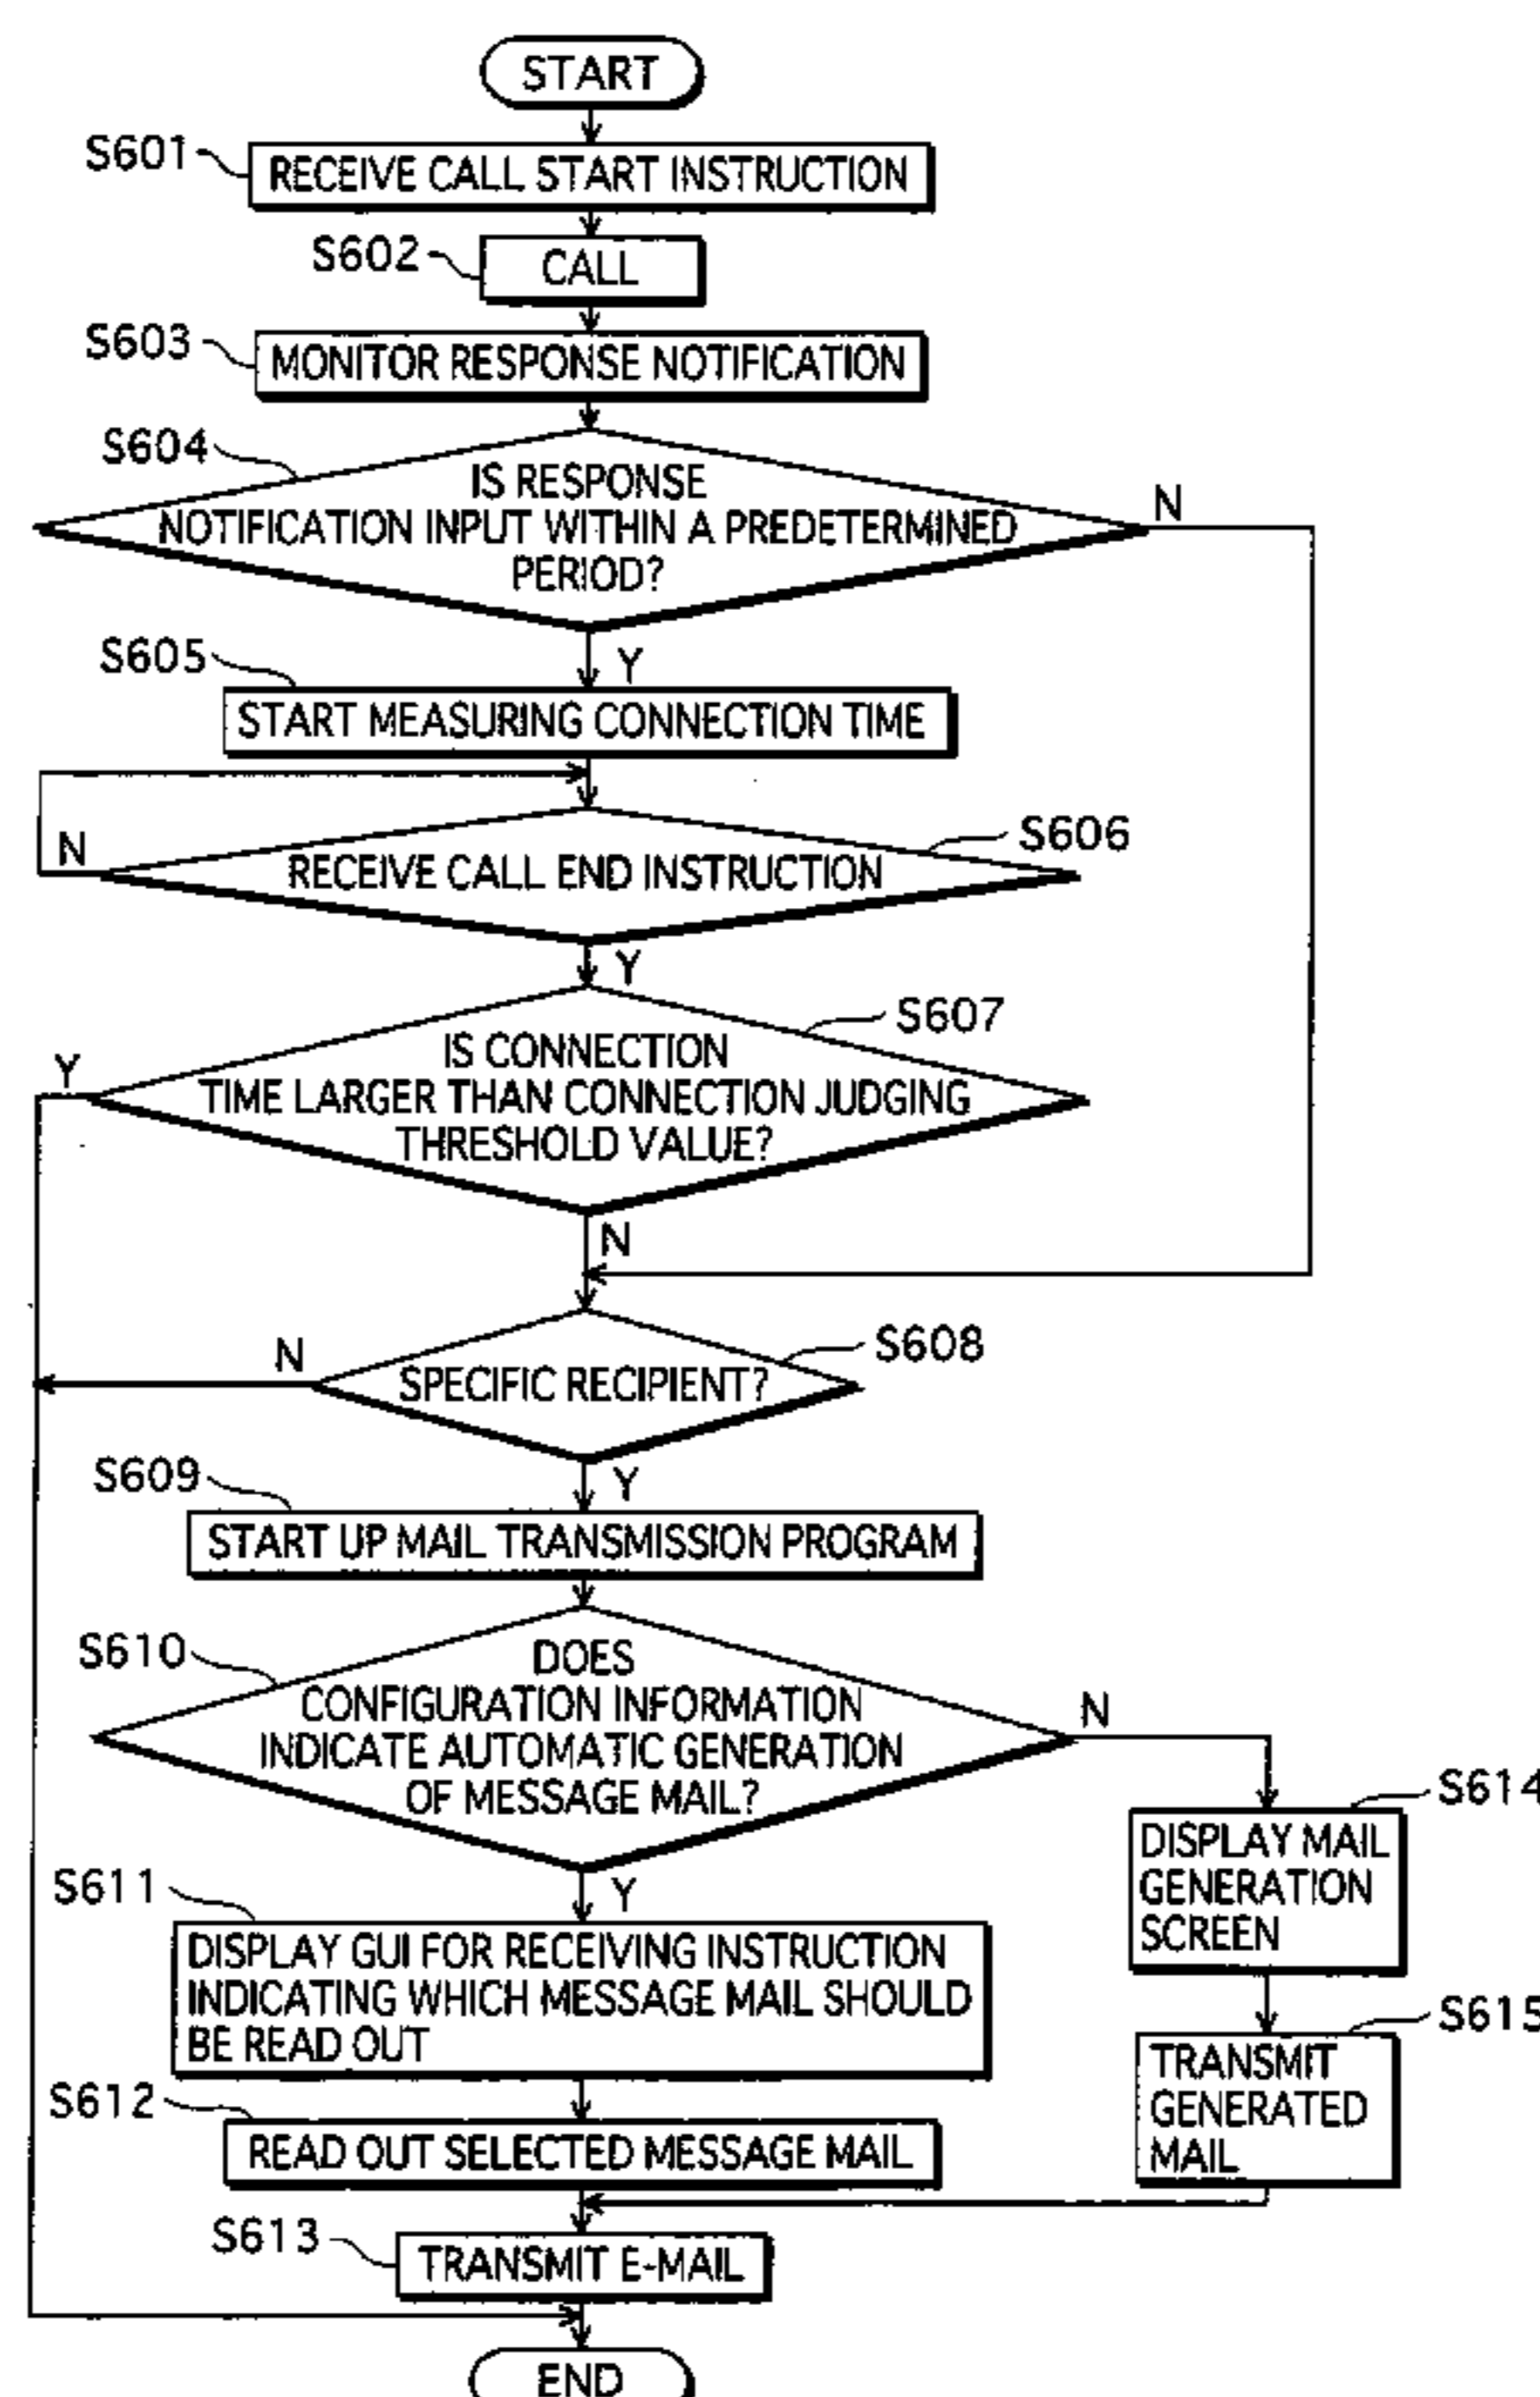 START
S601
RECEIVE CALL START INSTRUCTION
S602
CALL
S603
MONITOR RESPONSE NOTIFICATION
S604
IS RESPONSE
NOTIFICATION INPUT WITHIN A PREDETERMINED
PERIOD?
N
Y
S605
START MEASURING CONNECTION TIME
N
RECEIVE CALL END INSTRUCTION
S606
Y
S607
IS CONNECTION
TIME LARGER THAN CONNECTION JUDGING
THRESHOLD VALUE?
Y
N
S608
SPECIFIC RECIPIENT?
N
Y
S609
START UP MAIL TRANSMISSION PROGRAM
S610
DOES
CONFIGURATION INFORMATION
INDICATE AUTOMATIC GENERATION
OF MESSAGE MAIL?
N
Y
S614
DISPLAY MAIL
GENERATION
SCREEN
S611
DISPLAY GUI FOR RECEIVING INSTRUCTION
INDICATING WHICH MESSAGE MAIL SHOULD
BE READ OUT
S615
TRANSMIT
GENERATED
MAIL
S612
READ OUT SELECTED MESSAGE MAIL
S613
TRANSMIT E-MAIL
END